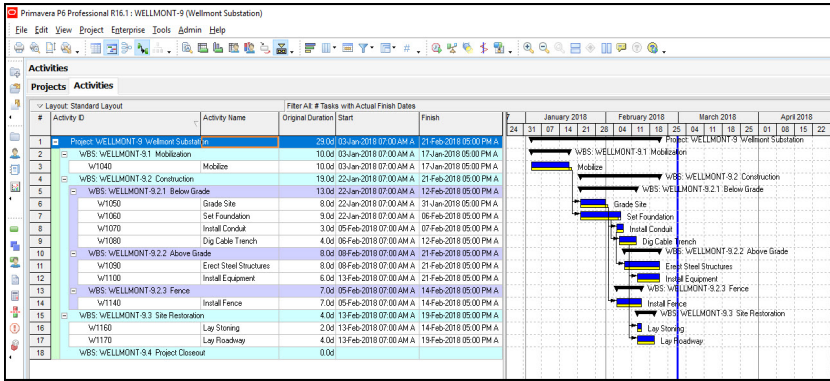 Primavera P6 Professional R16.1 : WELLMONT-9 (Wellmont Substation)
File Edit View Project Enterprise Tools Admin Help
Activities
Projects Activities
Layout: Standard Layout Filter All: # Tasks with Actual Finish Dates
# Activity ID Activity Name Original Duration Start Finish 7 January 2018 February 2018 March 2018 April 2018
24 31 07 14 21 28 04 11 18 25 04 11 18 25 01 08 15 22
1 Project: WELLMONT-9 Wellmont Substation 29.0d 03-Jan-2018 07:00 AM A 21-Feb-2018 05:00 PM A Project: WELLMONT-9 Wellmont Substation
2 WBS: WELLMONT-9.1 Mobilization 10.0d 03-Jan-2018 07:00 AM A 17-Jan-2018 05:00 PM A WBS: WELLMONT-9.1 Mobilization
3 W1040 Mobilize 10.0d 03-Jan-2018 07:00 AM A 17-Jan-2018 05:00 PM A Mobilize
4 WBS: WELLMONT-9.2 Construction 19.0d 22-Jan-2018 07:00 AM A 21-Feb-2018 05:00 PM A WBS: WELLMONT-9.2 Construction
5 WBS: WELLMONT-9.2.1 Below Grade 13.0d 22-Jan-2018 07:00 AM A 12-Feb-2018 05:00 PM A WBS: WELLMONT-9.2.1 Below Grade
6 W1050 Grade Site 8.0d 22-Jan-2018 07:00 AM A 31-Jan-2018 05:00 PM A Grade Site
7 W1060 Set Foundation 9.0d 22-Jan-2018 07:00 AM A 06-Feb-2018 05:00 PM A Set Foundation
8 W1070 Install Conduit 3.0d 05-Feb-2018 07:00 AM A 07-Feb-2018 05:00 PM A Install Conduit
9 W1080 Dig Cable Trench 4.0d 06-Feb-2018 07:00 AM A 12-Feb-2018 05:00 PM A Dig Cable Trench
10 WBS: WELLMONT-9.2.2 Above Grade 8.0d 08-Feb-2018 07:00 AM A 21-Feb-2018 05:00 PM A WBS: WELLMONT-9.2.2 Above Grade
11 W1090 Erect Steel Structures 8.0d 08-Feb-2018 07:00 AM A 21-Feb-2018 05:00 PM A Erect Steel Structures
12 W1100 Install Equipment 6.0d 13-Feb-2018 07:00 AM A 21-Feb-2018 05:00 PM A Install Equipment
13 WBS: WELLMONT-9.2.3 Fence 7.0d 05-Feb-2018 07:00 AM A 14-Feb-2018 05:00 PM A WBS: WELLMONT-9.2.3 Fence
14 W1140 Install Fence 7.0d 05-Feb-2018 07:00 AM A 14-Feb-2018 05:00 PM A Install Fence
15 WBS: WELLMONT-9.3 Site Restoration 4.0d 13-Feb-2018 07:00 AM A 19-Feb-2018 05:00 PM A WBS: WELLMONT-9.3 Site Restoration
16 W1160 Lay Stoning 2.0d 13-Feb-2018 07:00 AM A 14-Feb-2018 05:00 PM A Lay Stoning
17 W1170 Lay Roadway 4.0d 13-Feb-2018 07:00 AM A 19-Feb-2018 05:00 PM A Lay Roadway
18 WBS: WELLMONT-9.4 Project Closeout 0.0d